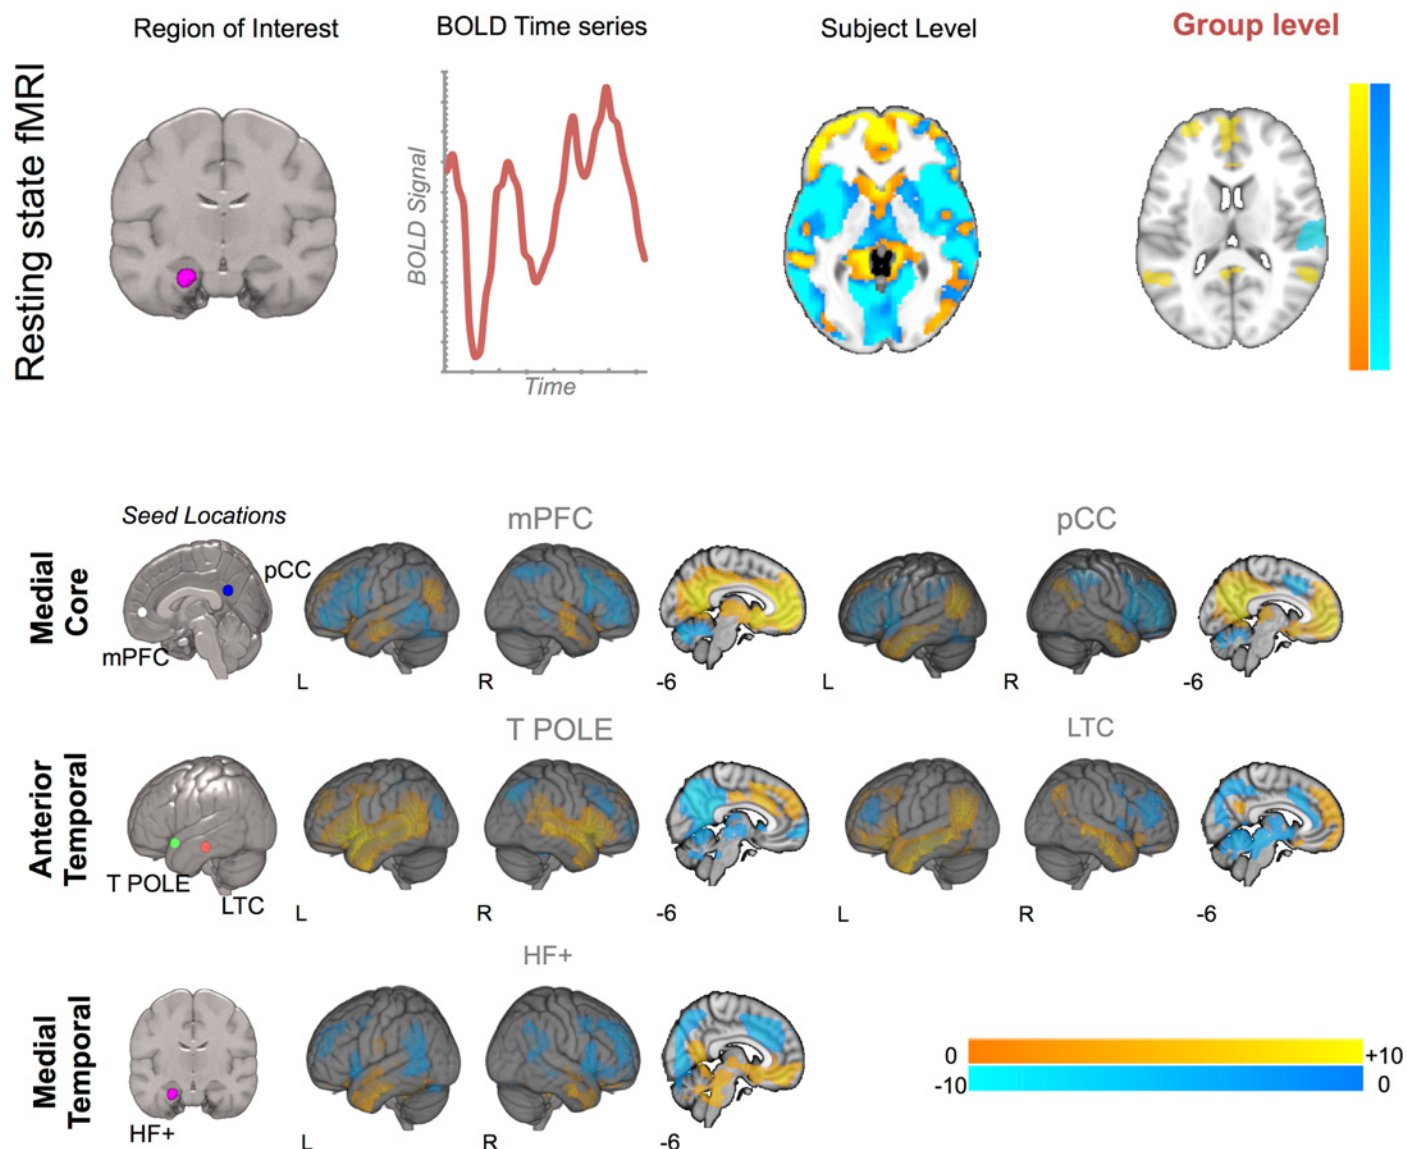 Region of Interest
BOLD Time series
Subject Level
Group level
Resting state fMRI
BOLD Signal
Time
Seed Locations
mPFC
pCC
Medial
Core
pCC
mPFC
L
R
-6
L
R
-6
T POLE
LTC
Anterior
Temporal
T POLE
LTC
L
R
-6
L
R
-6
HF+
Medial
Temporal
HF+
L
R
-6
0
+10
-10
0